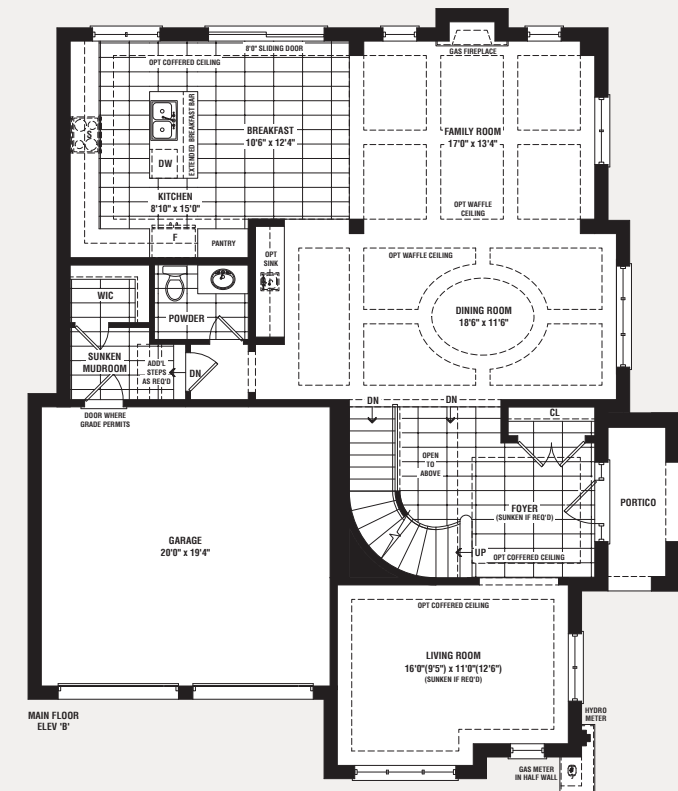 8'0" SLIDING DOOR
GAS FIREPLACE
OPT COFFERED CEILING
EXTENDED BREAKFAST BAR
BREAKFAST
10'6" x 12'4"
FAMILY ROOM
17'0" x 13'4"
DW
KITCHEN
8'10" x 15'0"
OPT WAFFLE
CEILING
F
PANTRY
OPT
SINK
OPT WAFFLE CEILING
WIC
POWDER
DINING ROOM
18'6" x 11'6"
SUNKEN
MUDROOM
ADD'L
STEPS
AS REQ'D
DN
DOOR WHERE
GRADE PERMITS
DN
DN
CL
OPEN
TO
ABOVE
FOYER
(SUNKEN IF REQ'D)
PORTICO
GARAGE
20'0" x 19'4"
UP
OPT COFFERED CEILING
OPT COFFERED CEILING
LIVING ROOM
16'0"(9'5") x 11'0"(12'6")
(SUNKEN IF REQ'D)
MAIN FLOOR
ELEV 'B'
HYDRO
METER
GAS METER
IN HALF WALL